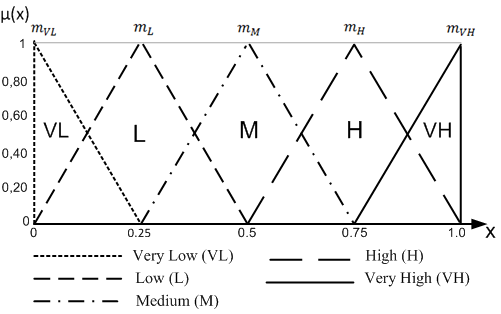 μ(x)
m_VL m_L m_M m_H m_VH
1
0,80
0,60
0,40
0,20
0
VL L M H VH
0 0.25 0.5 0.75 1.0 x
Very Low (VL) High (H)
Low (L) Very High (VH)
Medium (M)